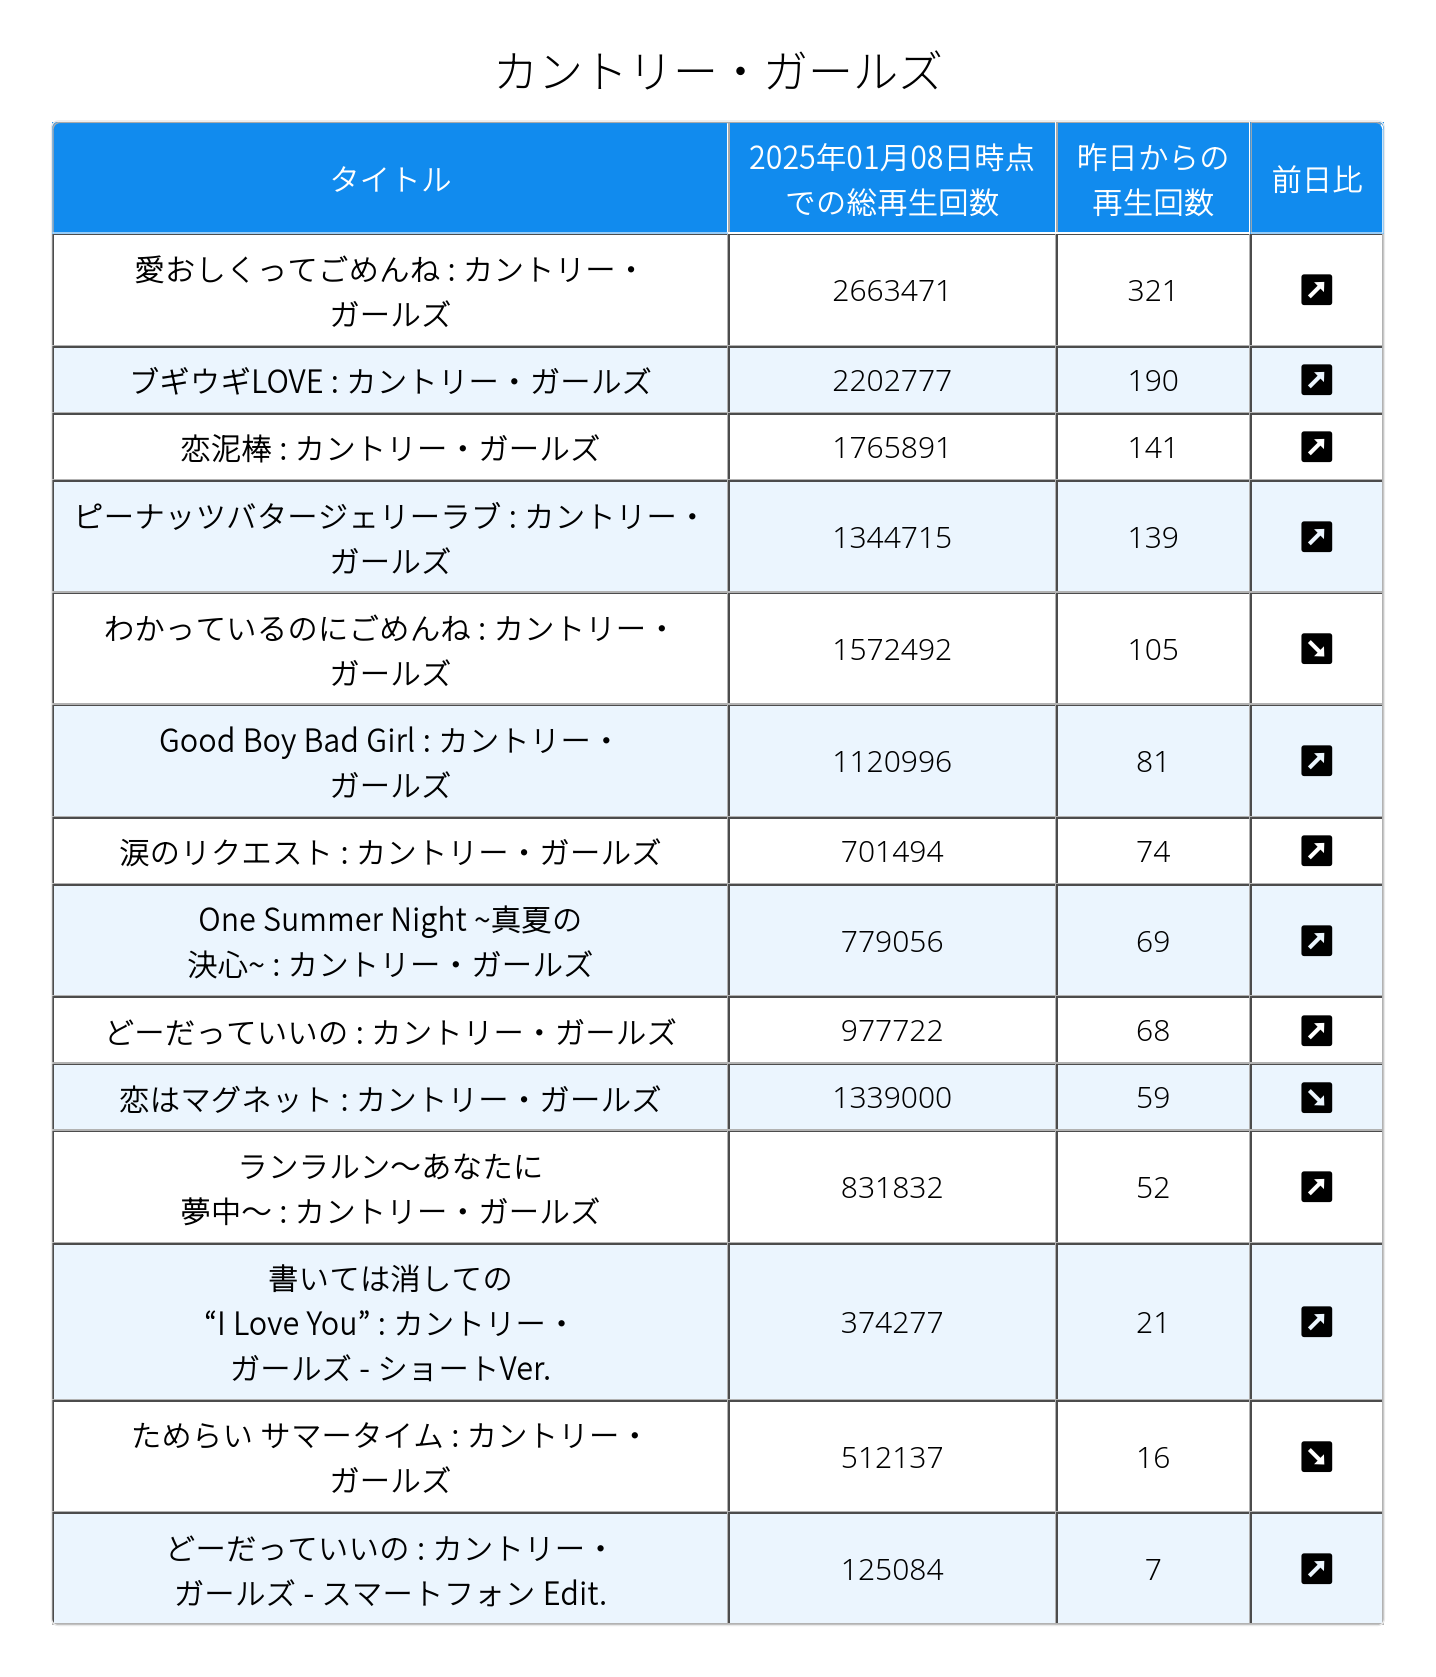 カントリー・ガールズ
タイトル
2025年01月08日時点
での総再生回数
昨日からの
再生回数
前日比
愛おしくってごめんね : カントリー・
ガールズ
2663471
321
ブギウギLOVE : カントリー・ガールズ
2202777
190
恋泥棒 : カントリー・ガールズ
1765891
141
ピーナッツバタージェリーラブ : カントリー・
ガールズ
1344715
139
わかっているのにごめんね : カントリー・
ガールズ
1572492
105
Good Boy Bad Girl : カントリー・
ガールズ
1120996
81
涙のリクエスト : カントリー・ガールズ
701494
74
One Summer Night ~真夏の
決心~ : カントリー・ガールズ
779056
69
どーだっていいの : カントリー・ガールズ
977722
68
恋はマグネット : カントリー・ガールズ
1339000
59
ランラルン～あなたに
夢中～ : カントリー・ガールズ
831832
52
書いては消しての
“I Love You” : カントリー・
ガールズ - ショートVer.
374277
21
ためらい サマータイム : カントリー・
ガールズ
512137
16
どーだっていいの : カントリー・
ガールズ - スマートフォン Edit.
125084
7